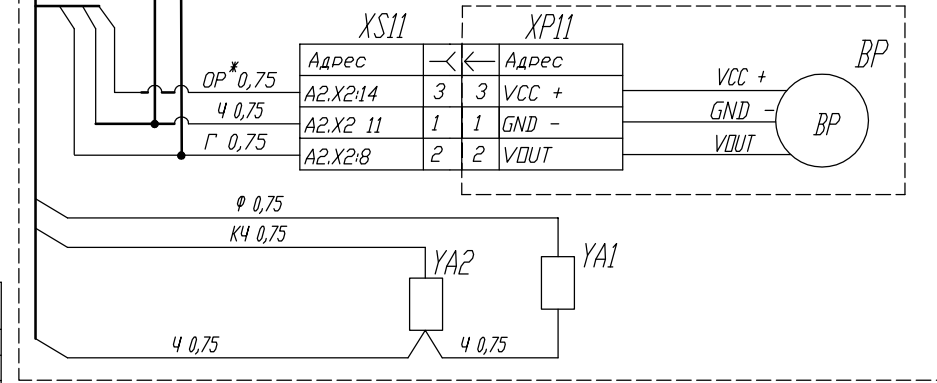 XS11 XP11
BP
Адрес Адрес
ОР*0,75 A2.X2:14 3 3 VCC + VCC +
Ч 0,75 A2.X2 11 1 1 GND - GND - BP
Г 0,75 A2.X2:8 2 2 VOUT VOUT
Ф 0,75
КЧ 0,75
YA2 YA1
Ч 0,75 Ч 0,75